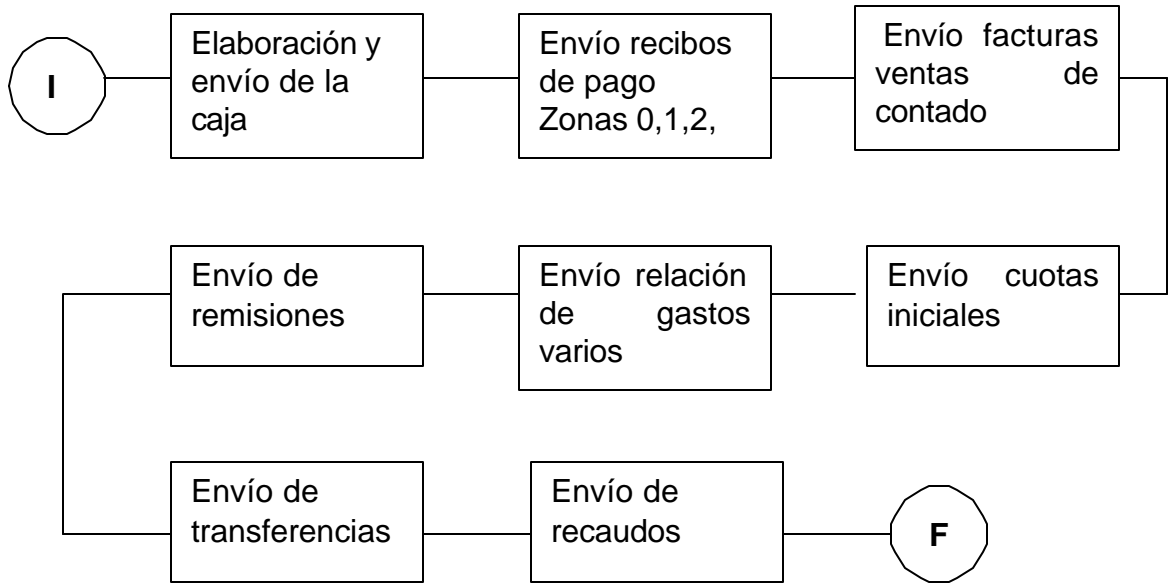 I
Elaboración y
envío de la
caja
Envío recibos
de pago
Zonas 0,1,2,
Envío facturas
ventas de
contado
Envío cuotas
iniciales
Envío relación
de gastos
varios
Envío de
remisiones
Envío de
transferencias
Envío de
recaudos
F